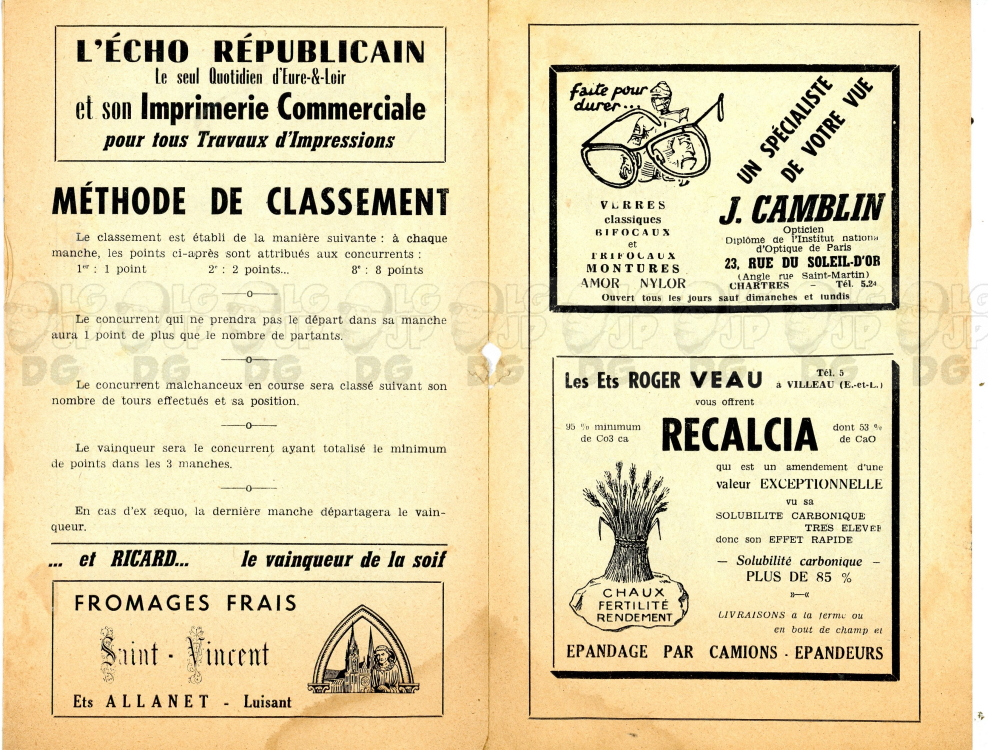 L'ÉCHO RÉPUBLICAIN
Le seul Quotidien d'Eure-&-Loir
et son Imprimerie Commerciale
pour tous Travaux d'Impressions
MÉTHODE DE CLASSEMENT
Le classement est établi de la manière suivante : à chaque
manche, les points ci-après sont attribués aux concurrents :
1er : 1 point 2e : 2 points... 8e : 8 points
Le concurrent qui ne prendra pas le départ dans sa manche
aura 1 point de plus que le nombre de partants.
Le concurrent malchanceux en course sera classé suivant son
nombre de tours effectués et sa position.
Le vainqueur sera le concurrent ayant totalisé le minimum
de points dans les 3 manches.
En cas d'ex æquo, la dernière manche départagera le vain-
queur.
... et RICARD... le vainqueur de la soif
FROMAGES FRAIS
Saint - Vincent
Ets ALLANET - Luisant
faite pour
durer...
UN SPÉCIALISTE
DE VOTRE VUE
VERRES
classiques
BIFOCAUX
et
TRIFOCAUX
MONTURES
AMOR NYLOR
J. CAMBLIN
Opticien
Diplômé de l'Institut national
d'Optique de Paris
23, RUE DU SOLEIL-D'OR
(Angle rue Saint-Martin)
CHARTRES - Tél. 5.24
Ouvert tous les jours sauf dimanches et lundis
Les Ets ROGER VEAU Tél. 5
à VILLEAU (E.-et-L.)
vous offrent
95 % minimum
de Co3 ca
RECALCIA
dont 53 %
de CaO
qui est un amendement d'une
valeur EXCEPTIONNELLE
vu sa
SOLUBILITE CARBONIQUE
TRES ELEVEE
donc son EFFET RAPIDE
— Solubilité carbonique —
PLUS DE 85 %
CHAUX
FERTILITÉ
RENDEMENT
LIVRAISONS a la ferme ou
en bout de champ et
EPANDAGE PAR CAMIONS - EPANDEURS
LG
JP
DG